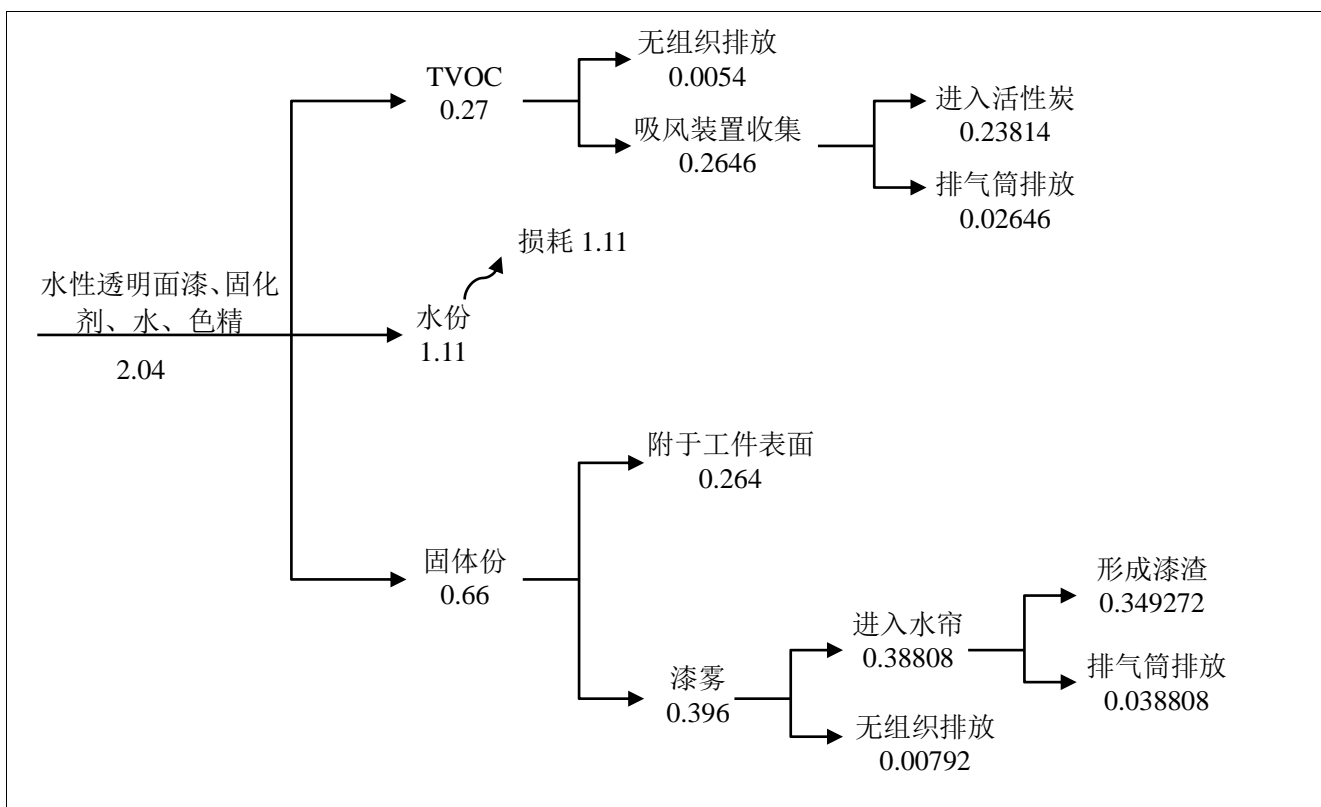 无组织排放
0.0054
TVOC
0.27
吸风装置收集
0.2646
进入活性炭
0.23814
排气筒排放
0.02646
损耗 1.11
水性透明面漆、固化
剂、水、色精
2.04
水份
1.11
附于工件表面
0.264
固体份
0.66
形成漆渣
0.349272
进入水帘
0.38808
排气筒排放
0.038808
漆雾
0.396
无组织排放
0.00792